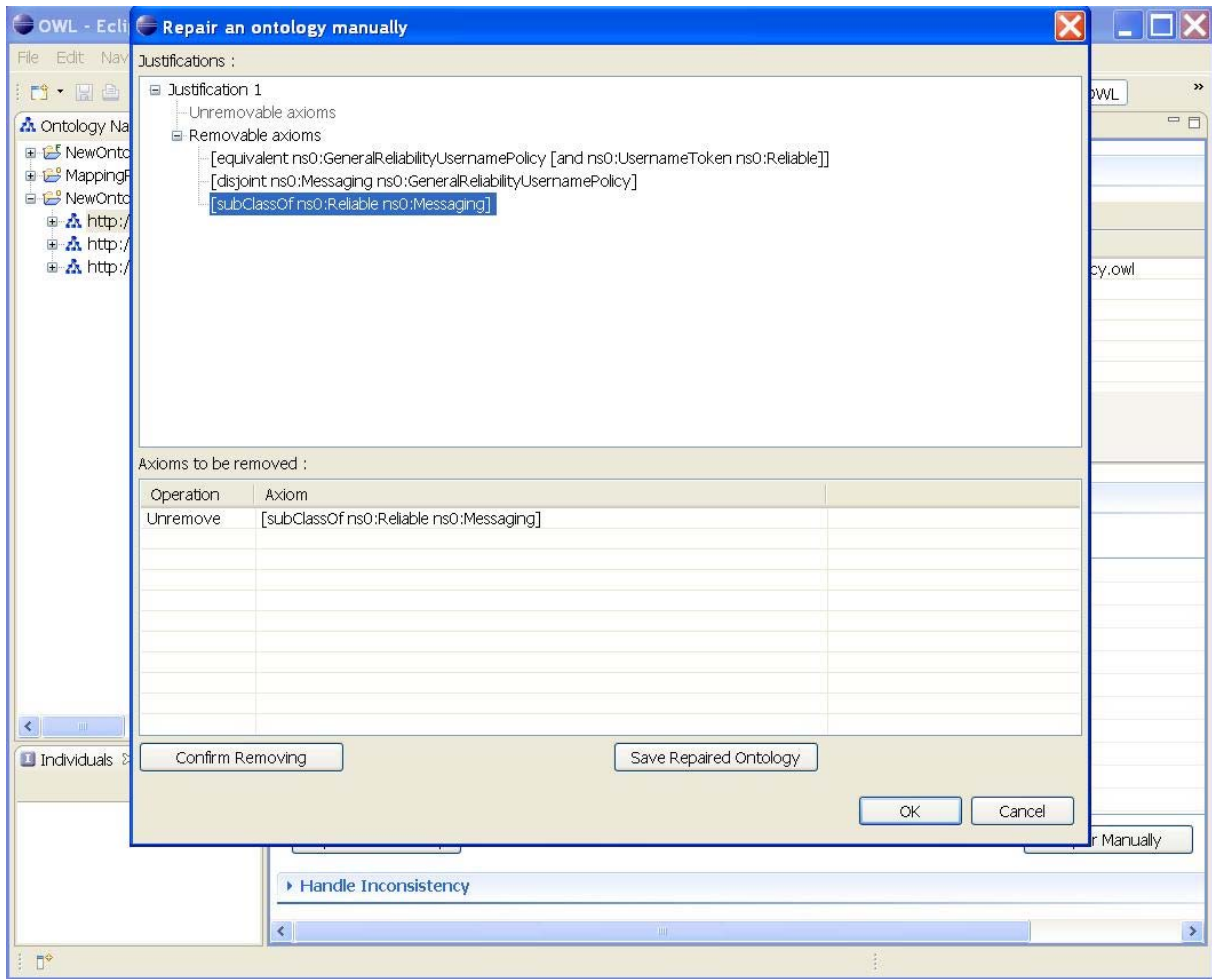 OWL - Ecli
Repair an ontology manually
File Edit Nav
Justifications :
Justification 1
Unremovable axioms
Removable axioms
[equivalent ns0:GeneralReliabilityUsernamePolicy [and ns0:UsernameToken ns0:Reliable]]
[disjoint ns0:Messaging ns0:GeneralReliabilityUsernamePolicy]
[subClassOf ns0:Reliable ns0:Messaging]
OWL
»
Ontology Na
NewOnto
MappingF
NewOnto
http:/
http:/
http:/
cy.owl
Axioms to be removed :
Operation Axiom
Unremove [subClassOf ns0:Reliable ns0:Messaging]
Confirm Removing Save Repaired Ontology
Individuals
OK Cancel
r Manually
Handle Inconsistency